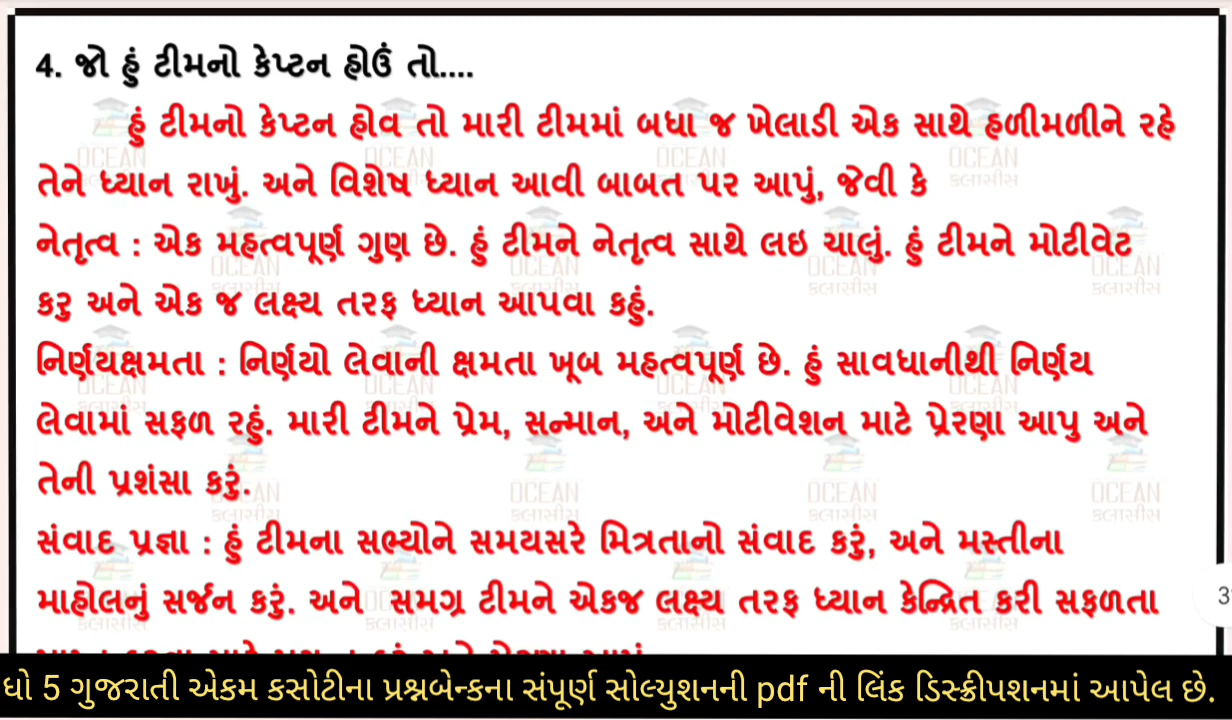 4. જો હું ટીમનો કેપ્ટન હોઉં તો....
હું ટીમનો કેપ્ટન હોવ તો મારી ટીમમાં બધા જ ખેલાડી એક સાથે હળીમળીને રહે
તેને ધ્યાન રાખું. અને વિશેષ ધ્યાન આવી બાબત પર આપું, જેવી કે
નેતૃત્વ : એક મહત્વપૂર્ણ ગુણ છે. હું ટીમને નેતૃત્વ સાથે લઇ ચાલું. હું ટીમને મોટીવેટ
કરુ અને એક જ લક્ષ્ય તરફ ધ્યાન આપવા કહું.
નિર્ણયક્ષમતા : નિર્ણયો લેવાની ક્ષમતા ખૂબ મહત્વપૂર્ણ છે. હું સાવધાનીથી નિર્ણય
લેવામાં સફળ રહું. મારી ટીમને પ્રેમ, સન્માન, અને મોટીવેશન માટે પ્રેરણા આપુ અને
તેની પ્રશંસા કરું.
સંવાદ પ્રજ્ઞા : હું ટીમના સભ્યોને સમયસરે મિત્રતાનો સંવાદ કરું, અને મસ્તીના
માહોલનું સર્જન કરું. અને સમગ્ર ટીમને એકજ લક્ષ્ય તરફ ધ્યાન કેન્દ્રિત કરી સફળતા
ધો 5 ગુજરાતી એકમ કસોટીના પ્રશ્નબેન્કના સંપૂર્ણ સોલ્યુશનની pdf ની લિંક ડિસ્ક્રીપશનમાં આપેલ છે.